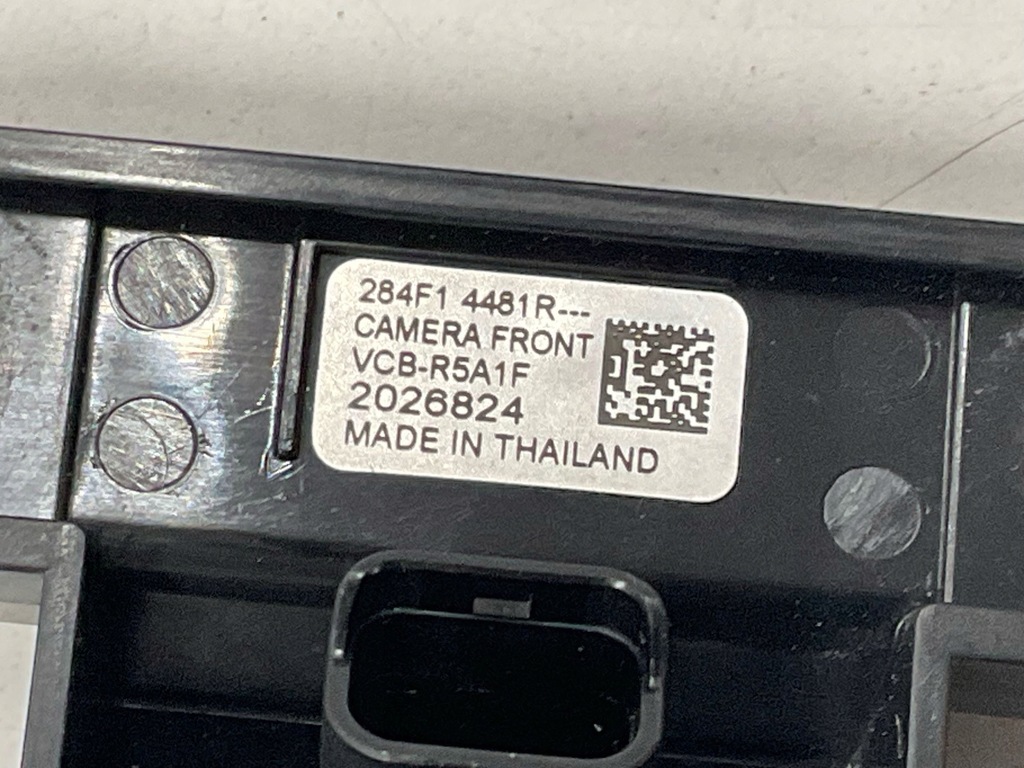 284F1 4481R---
CAMERA FRONT
VCB-R5A1F
2026824
MADE IN THAILAND